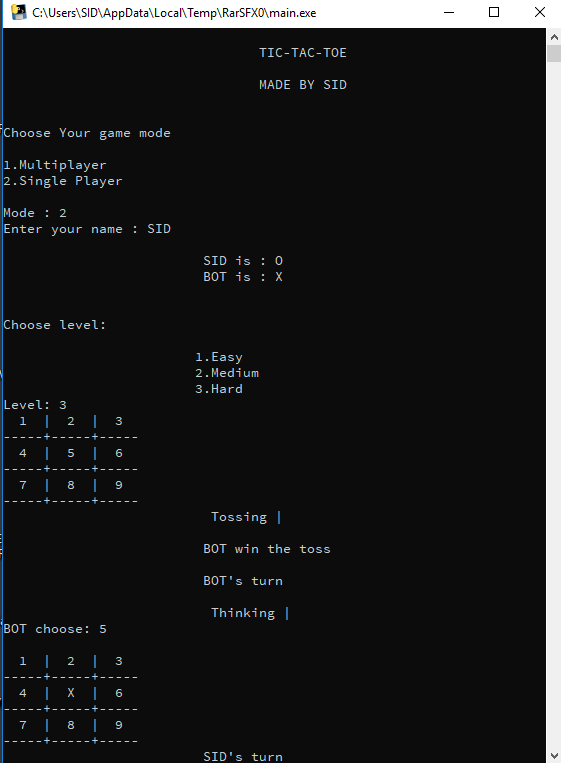 C:\Users\SID\AppData\Local\Temp\RarSFX0\main.exe
TIC-TAC-TOE
MADE BY SID
Choose Your game mode
1.Multiplayer
2.Single Player
Mode : 2
Enter your name : SID
SID is : O
BOT is : X
Choose level:
1.Easy
2.Medium
3.Hard
Level: 3
1 | 2 | 3
-----+-----+-----
4 | 5 | 6
-----+-----+-----
7 | 8 | 9
-----+-----+-----
Tossing |
BOT win the toss
BOT's turn
Thinking |
BOT choose: 5
1 | 2 | 3
-----+-----+-----
4 | X | 6
-----+-----+-----
7 | 8 | 9
-----+-----+-----
SID's turn